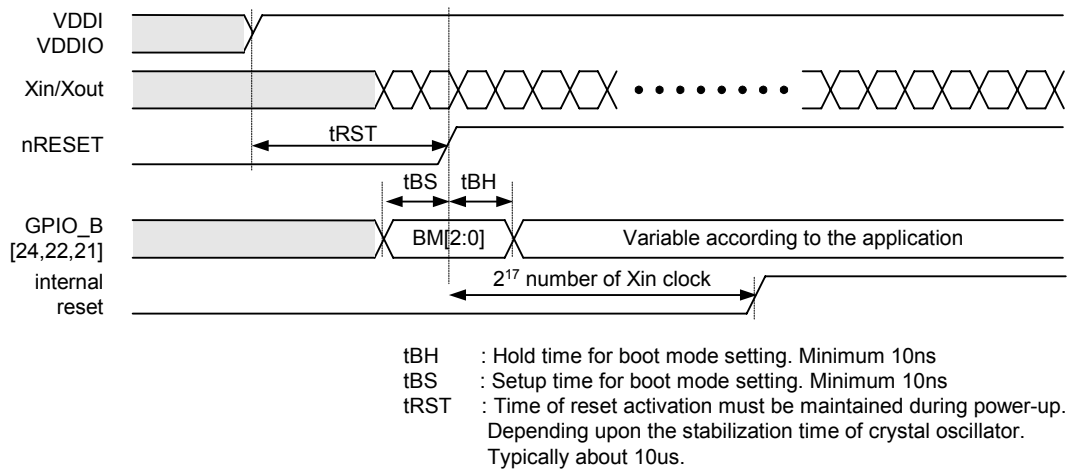 VDDI
VDDIO
Xin/Xout
nRESET
tRST
tBS tBH
GPIO_B
[24,22,21]
BM[2:0]
Variable according to the application
internal
reset
2¹⁷ number of Xin clock
tBH : Hold time for boot mode setting. Minimum 10ns
tBS : Setup time for boot mode setting. Minimum 10ns
tRST : Time of reset activation must be maintained during power-up.
Depending upon the stabilization time of crystal oscillator.
Typically about 10us.